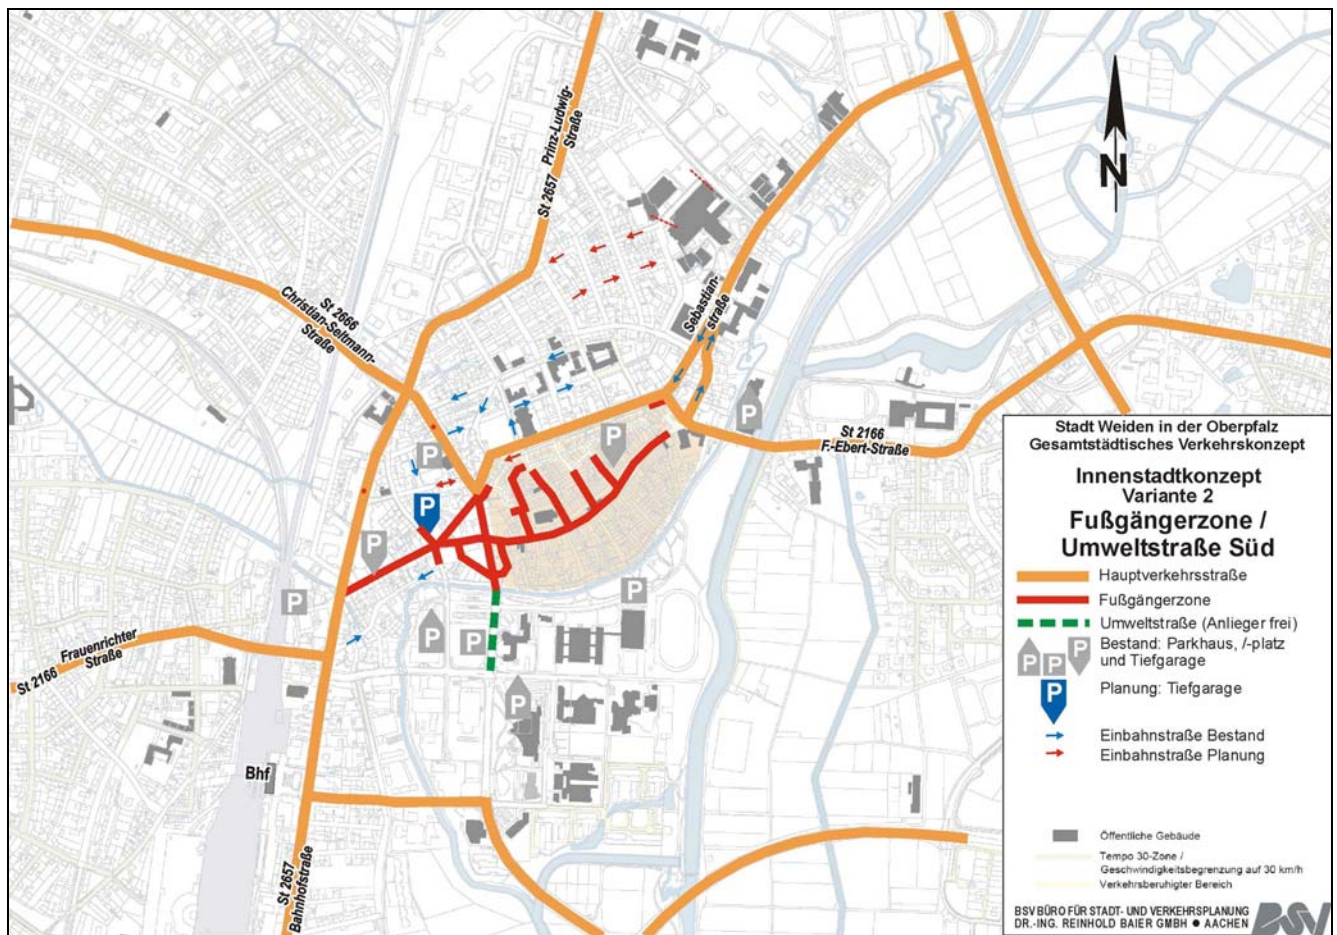 Prinz-Ludwig-
Straße
St 2657
N
St 2666
Christian-Seltmann-
Straße
Sebastian-
straße
P
P
P
St 2166
F.-Ebert-Straße
P
P
P
P
P
P
Frauenrichter
Straße
St 2166
P
Bhf
St 2657
Bahnhofstraße
Stadt Weiden in der Oberpfalz
Gesamtstädtisches Verkehrskonzept
Innenstadtkonzept
Variante 2
Fußgängerzone /
Umweltstraße Süd
Hauptverkehrsstraße
Fußgängerzone
Umweltstraße (Anlieger frei)
P P P Bestand: Parkhaus, /-platz
und Tiefgarage
P Planung: Tiefgarage
Einbahnstraße Bestand
Einbahnstraße Planung
Öffentliche Gebäude
Tempo 30-Zone /
Geschwindigkeitsbegrenzung auf 30 km/h
Verkehrsberuhigter Bereich
BSV BÜRO FÜR STADT- UND VERKEHRSPLANUNG
DR.-ING. REINHOLD BAIER GMBH ● AACHEN
BSV